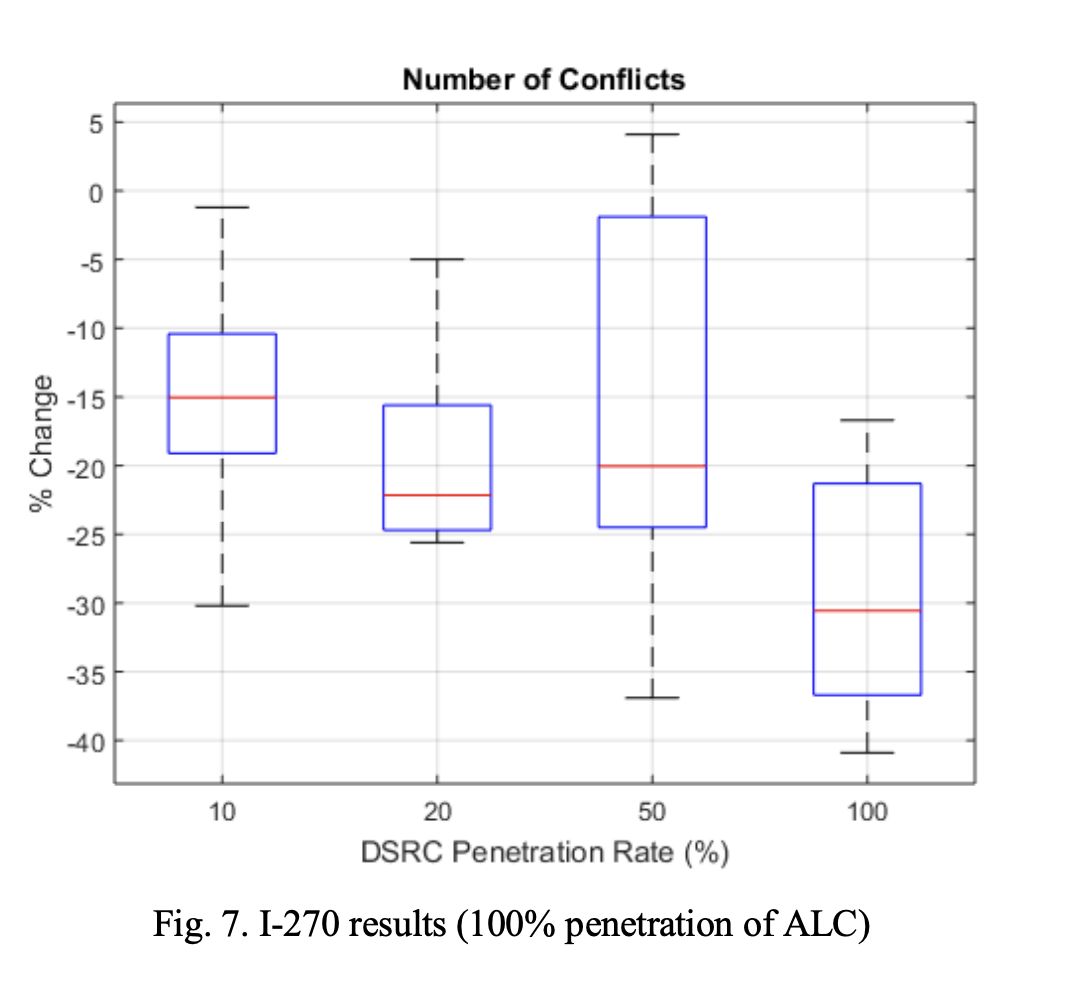 Number of Conflicts
5
0
-5
-10
-15
-20
-25
-30
-35
-40
% Change
10 20 50 100
DSRC Penetration Rate (%)
Fig. 7. I-270 results (100% penetration of ALC)